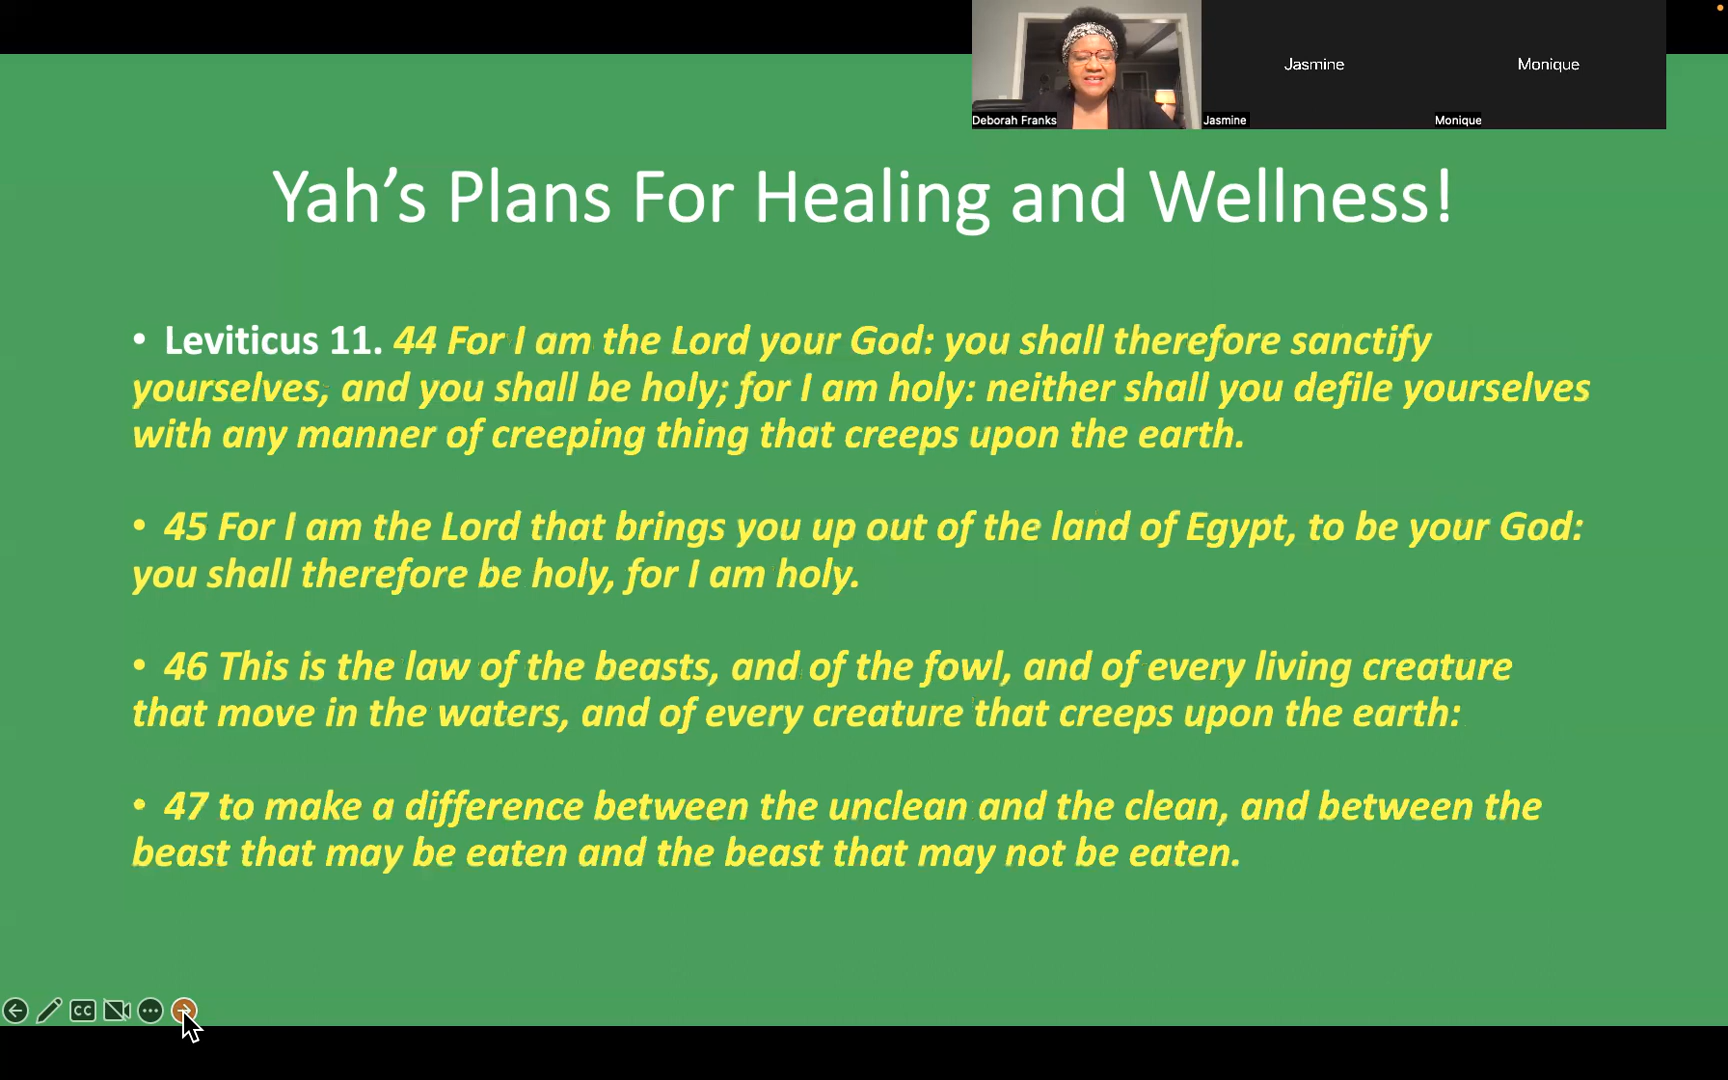 Jasmine
Monique
Deborah Franks
Jasmine
Monique
Yah’s Plans For Healing and Wellness!
• Leviticus 11. 44 For I am the Lord your God: you shall therefore sanctify
yourselves, and you shall be holy; for I am holy: neither shall you defile yourselves
with any manner of creeping thing that creeps upon the earth.
• 45 For I am the Lord that brings you up out of the land of Egypt, to be your God:
you shall therefore be holy, for I am holy.
• 46 This is the law of the beasts, and of the fowl, and of every living creature
that move in the waters, and of every creature that creeps upon the earth:
• 47 to make a difference between the unclean and the clean, and between the
beast that may be eaten and the beast that may not be eaten.
CC